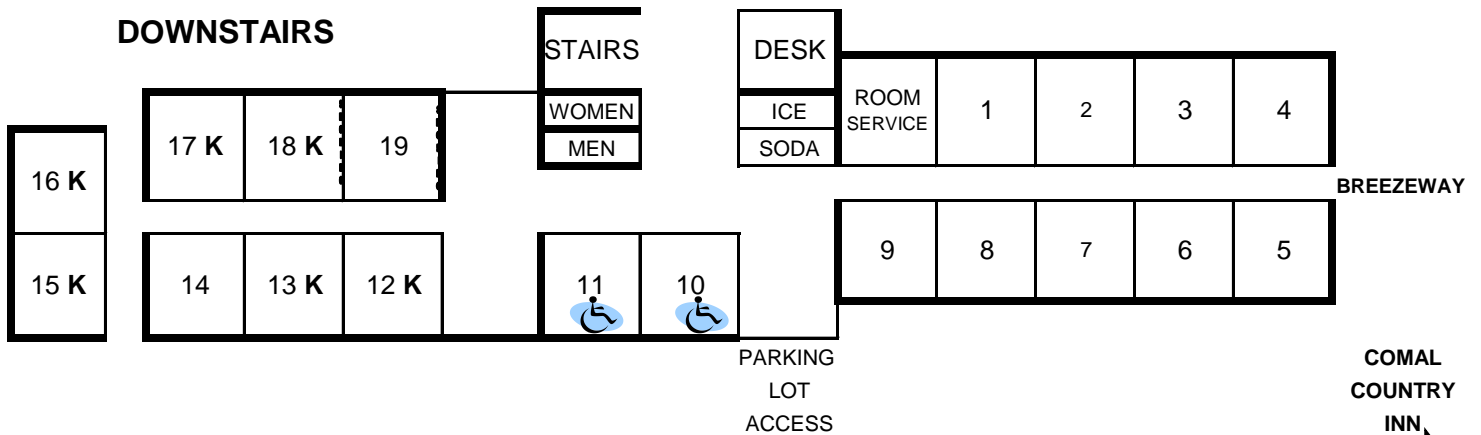 DOWNSTAIRS
STAIRS
DESK
WOMEN
ICE
ROOM
SERVICE
1
2
3
4
17 K
18 K
19
MEN
SODA
16 K
BREEZEWAY
9
8
7
6
5
15 K
14
13 K
12 K
11
10
PARKING
LOT
ACCESS
COMAL
COUNTRY
INN